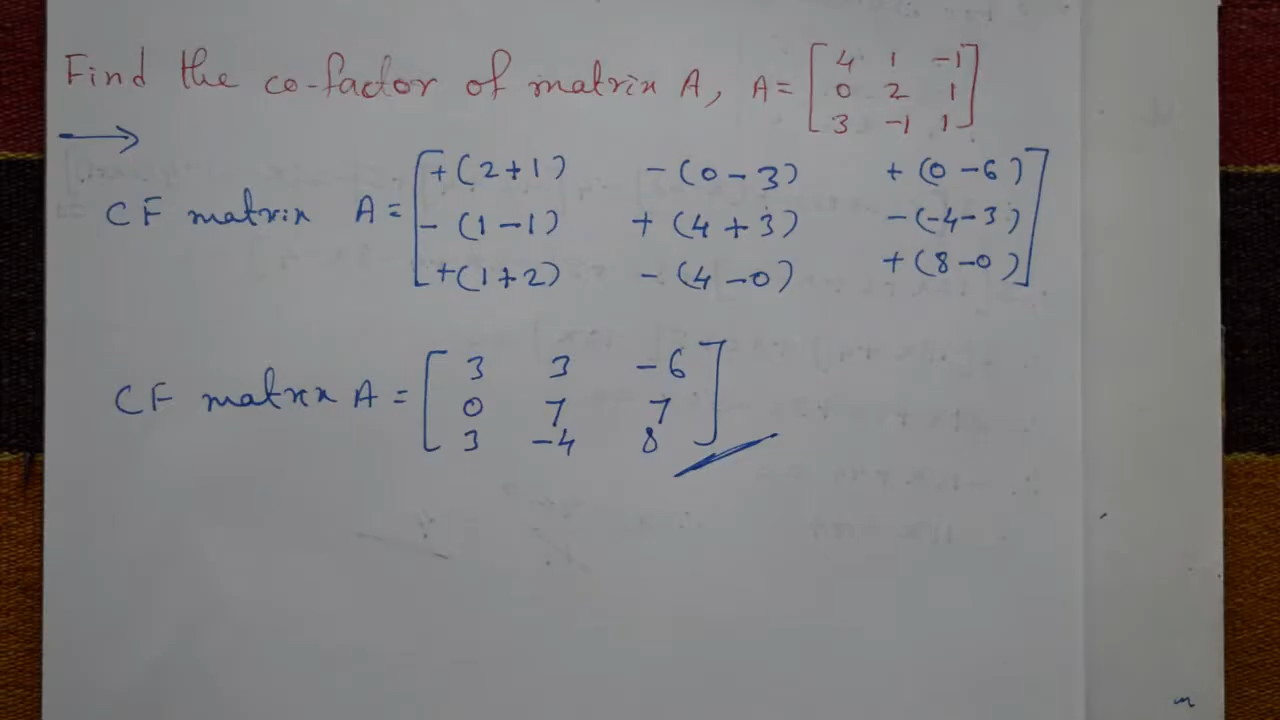 Find the co-factor of matrix A, A = [ 4 1 -1
0 2 1
3 -1 1 ]
CF matrix A = [ +(2+1) -(0-3) +(0-6)
-(1-1) +(4+3) -(-4-3)
+(1+2) -(4-0) +(8-0) ]
CF matrix A = [ 3 3 -6
0 7 7
3 -4 8 ]